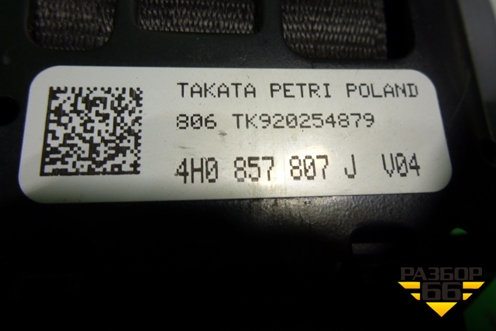 TAKATA PETRI POLAND
806 TK920254879
4H0 857 807 J V04
РАЗБОР
66